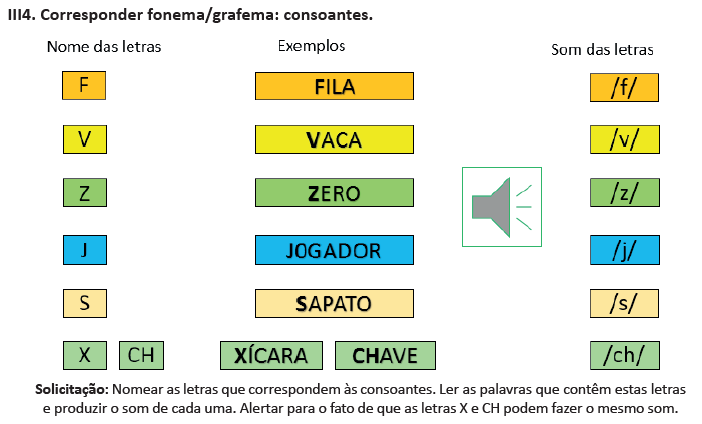 III4. Corresponder fonema/grafema: consoantes.
Nome das letras Exemplos Som das letras
F FILA /f/
V VACA /v/
Z ZERO /z/
J JOGADOR /j/
S SAPATO /s/
X CH XÍCARA CHAVE /ch/
Solicitação: Nomear as letras que correspondem às consoantes. Ler as palavras que contêm estas letras
e produzir o som de cada uma. Alertar para o fato de que as letras X e CH podem fazer o mesmo som.